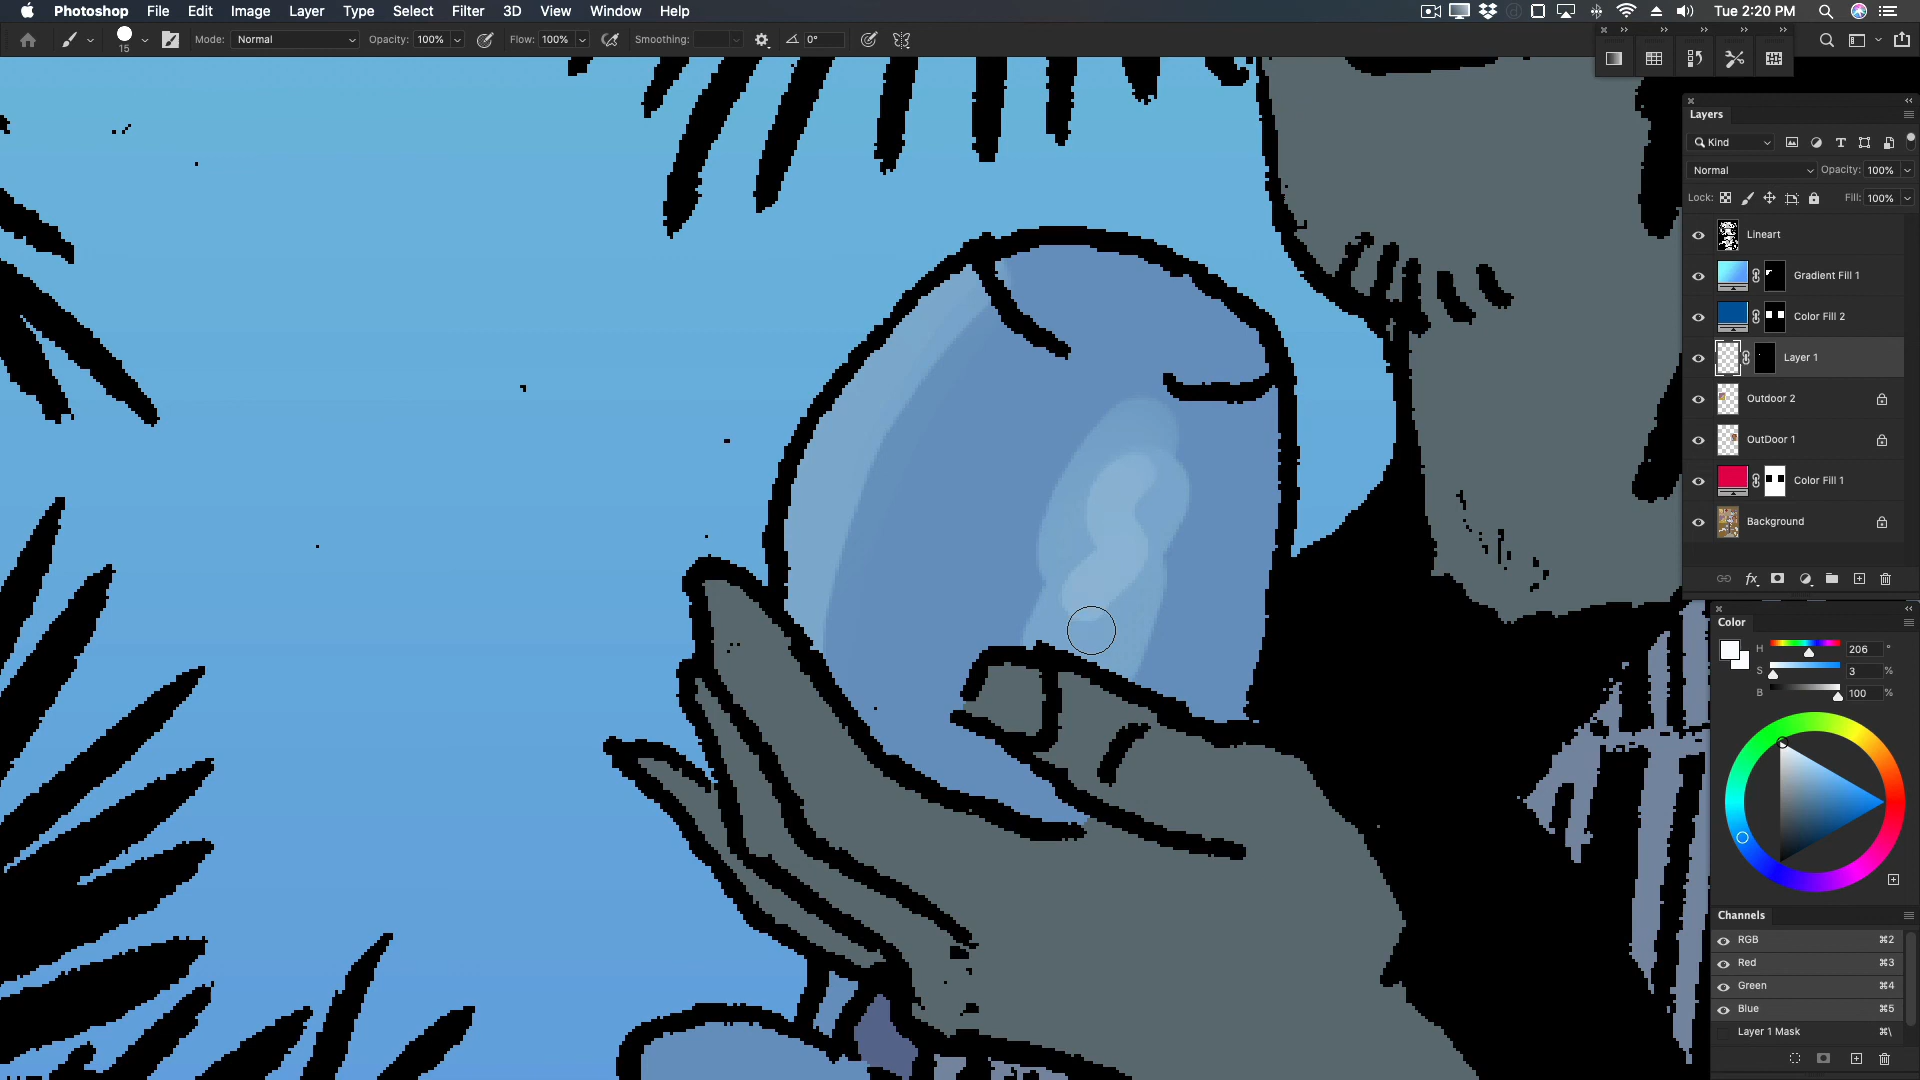 Photoshop File Edit Image Layer Type Select Filter 3D View Window Help Tue 2:20 PM
15 Mode: Normal Opacity: 100% Flow: 100% Smoothing: 0°
Layers
Kind
Normal Opacity: 100%
Lock: Fill: 100%
Lineart
Gradient Fill 1
Color Fill 2
Layer 1
Outdoor 2
OutDoor 1
Color Fill 1
Background
fx
Color
H 206 °
S 3 %
B 100 %
Channels
RGB ⌘2
Red ⌘3
Green ⌘4
Blue ⌘5
Layer 1 Mask ⌘\